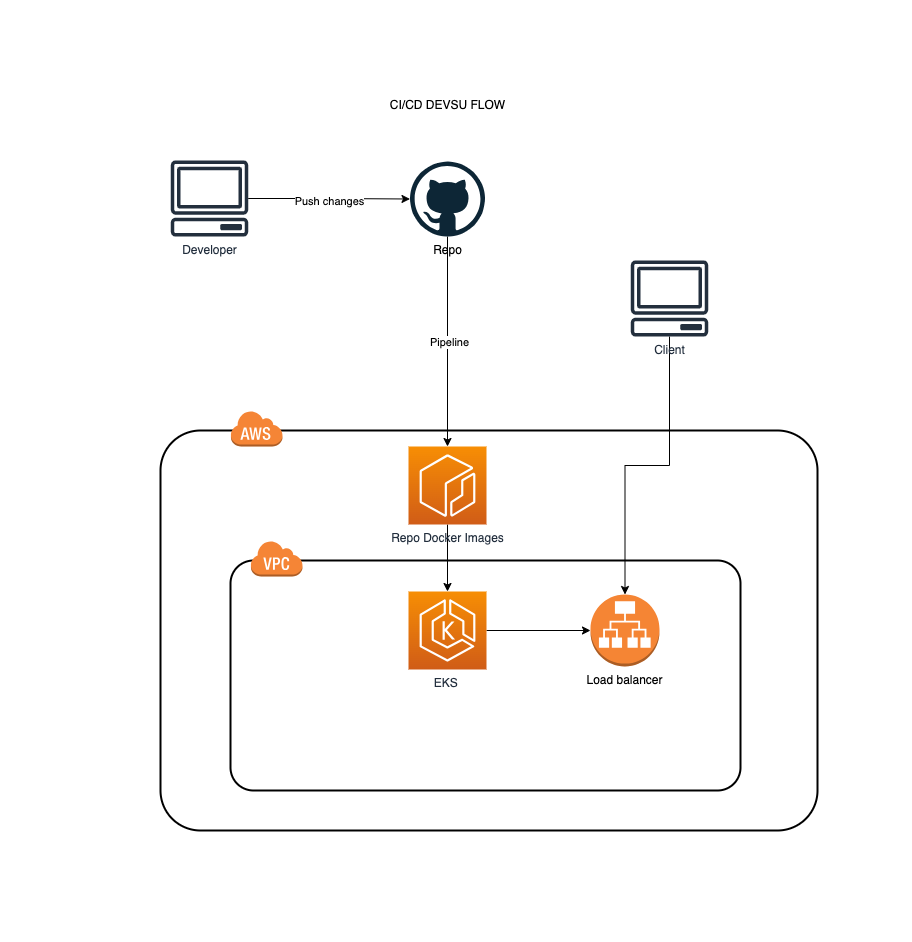 CI/CD DEVSU FLOW
Push changes
Developer
Repo
Pipeline
Client
AWS
Repo Docker Images
VPC
K
EKS
Load balancer